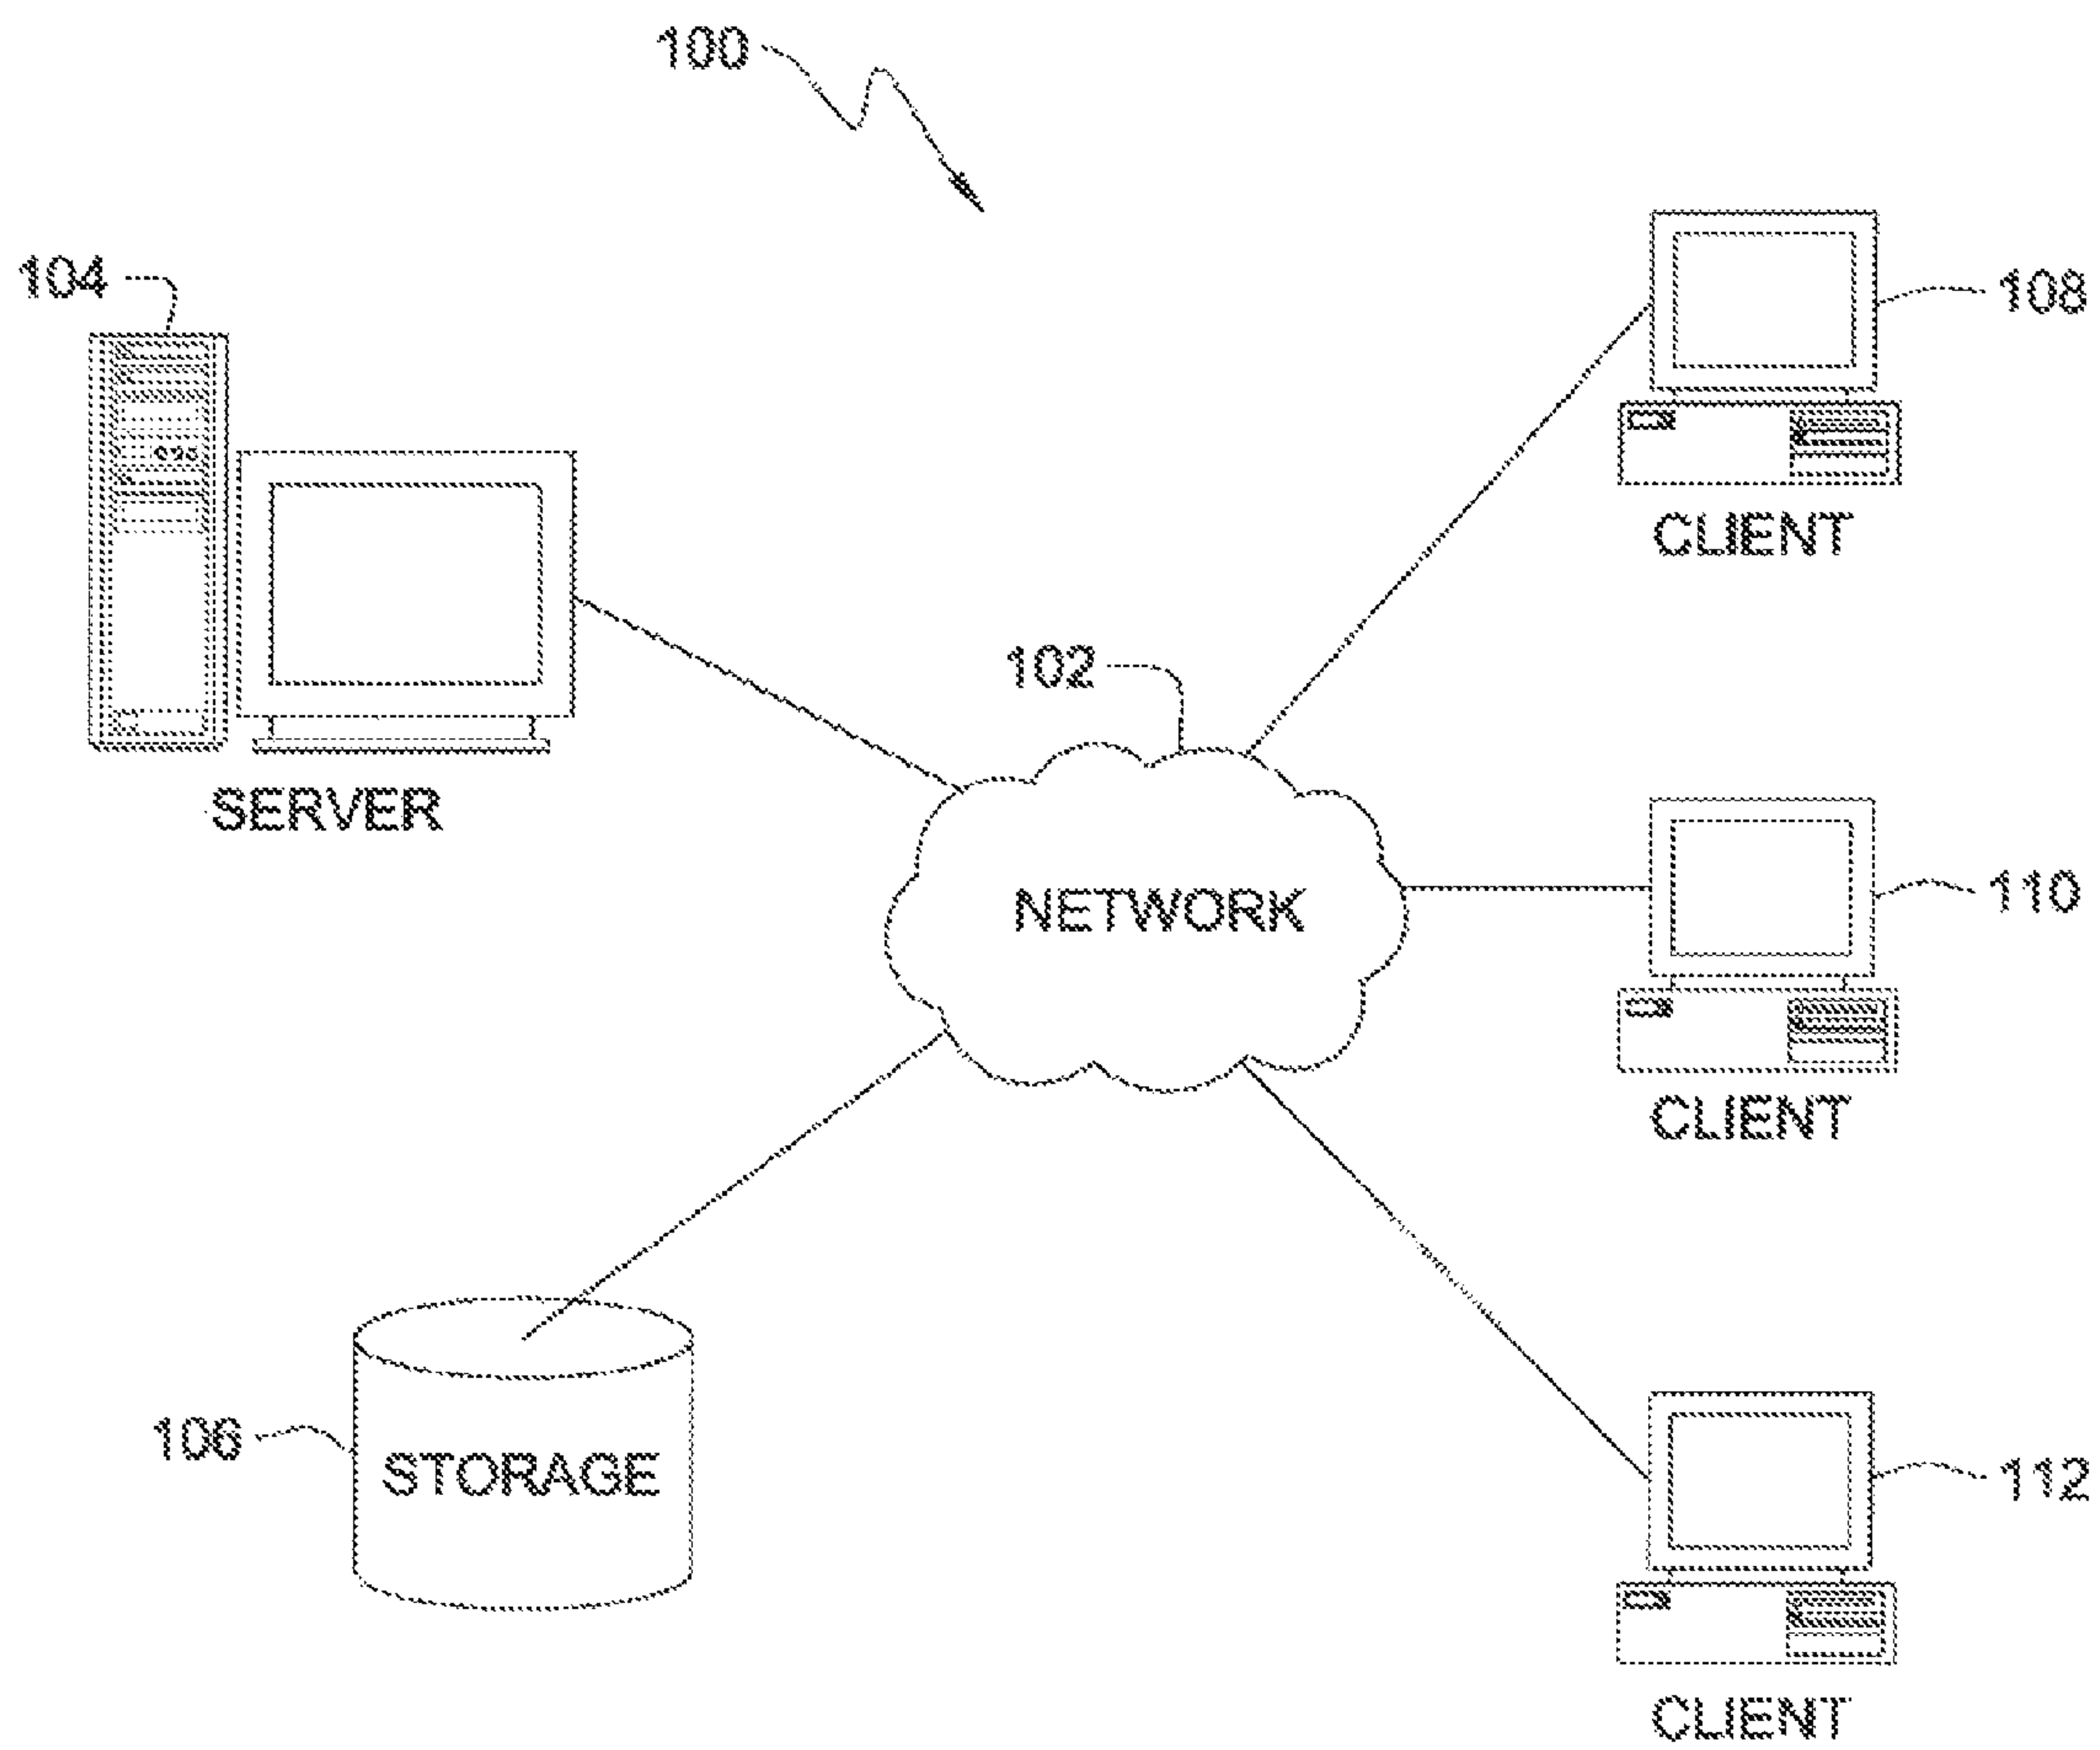 100
104
108
CLIENT
102
SERVER
NETWORK
110
CLIENT
106
STORAGE
112
CLIENT